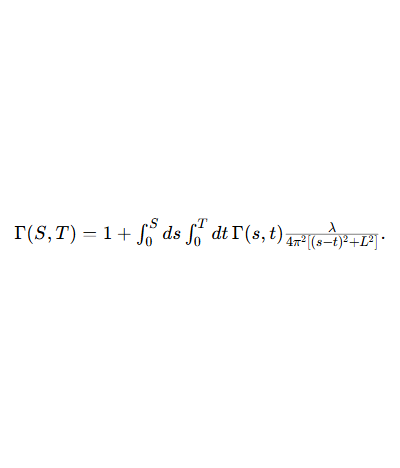 Γ(S, T) = 1 + ∫₀^S ds ∫₀^T dt Γ(s, t) λ / (4π²[(s−t)²+L²]).